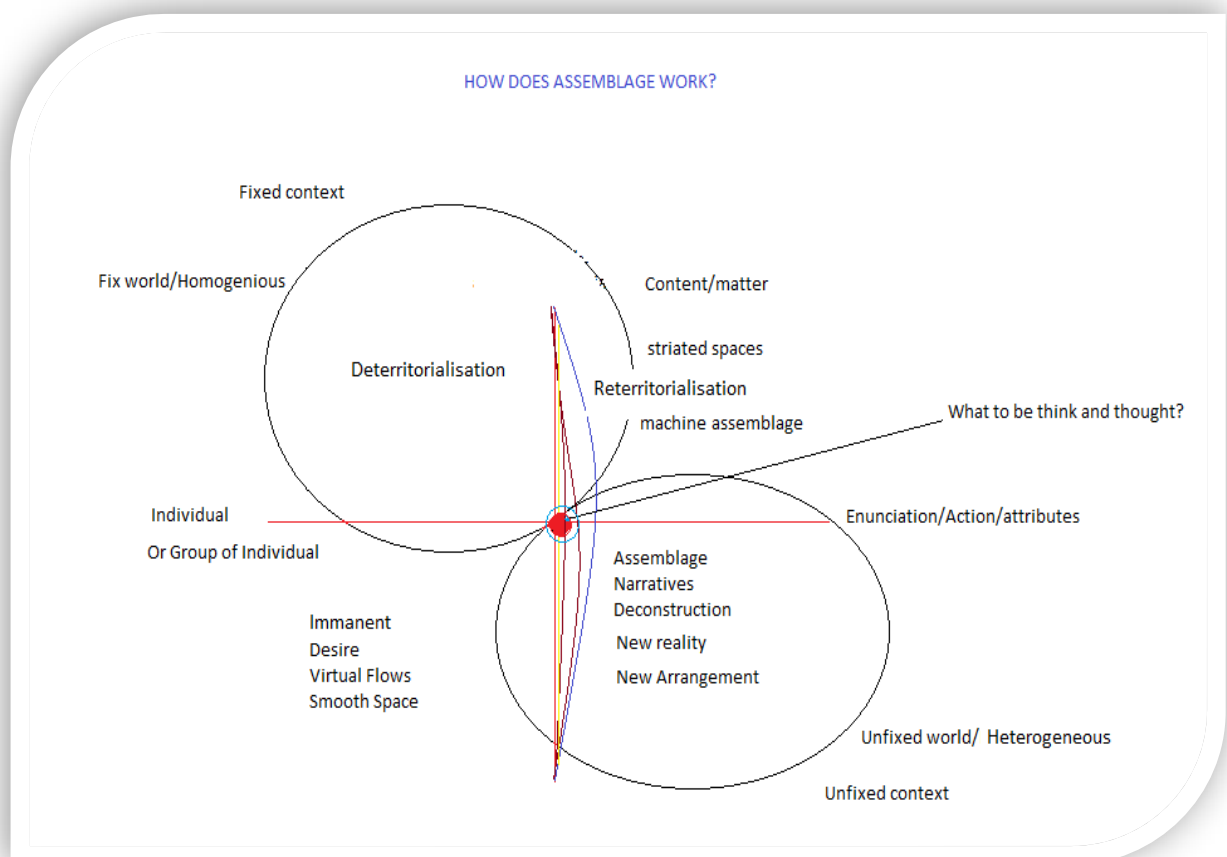 HOW DOES ASSEMBLAGE WORK?
Fixed context
Fix world/Homogenious
Content/matter
striated spaces
Deterritorialisation
Reterritorialisation
machine assemblage
What to be think and thought?
Individual
Or Group of Individual
Enunciation/Action/attributes
Assemblage
Narratives
Deconstruction
New reality
New Arrangement
Immanent
Desire
Virtual Flows
Smooth Space
Unfixed world/ Heterogeneous
Unfixed context